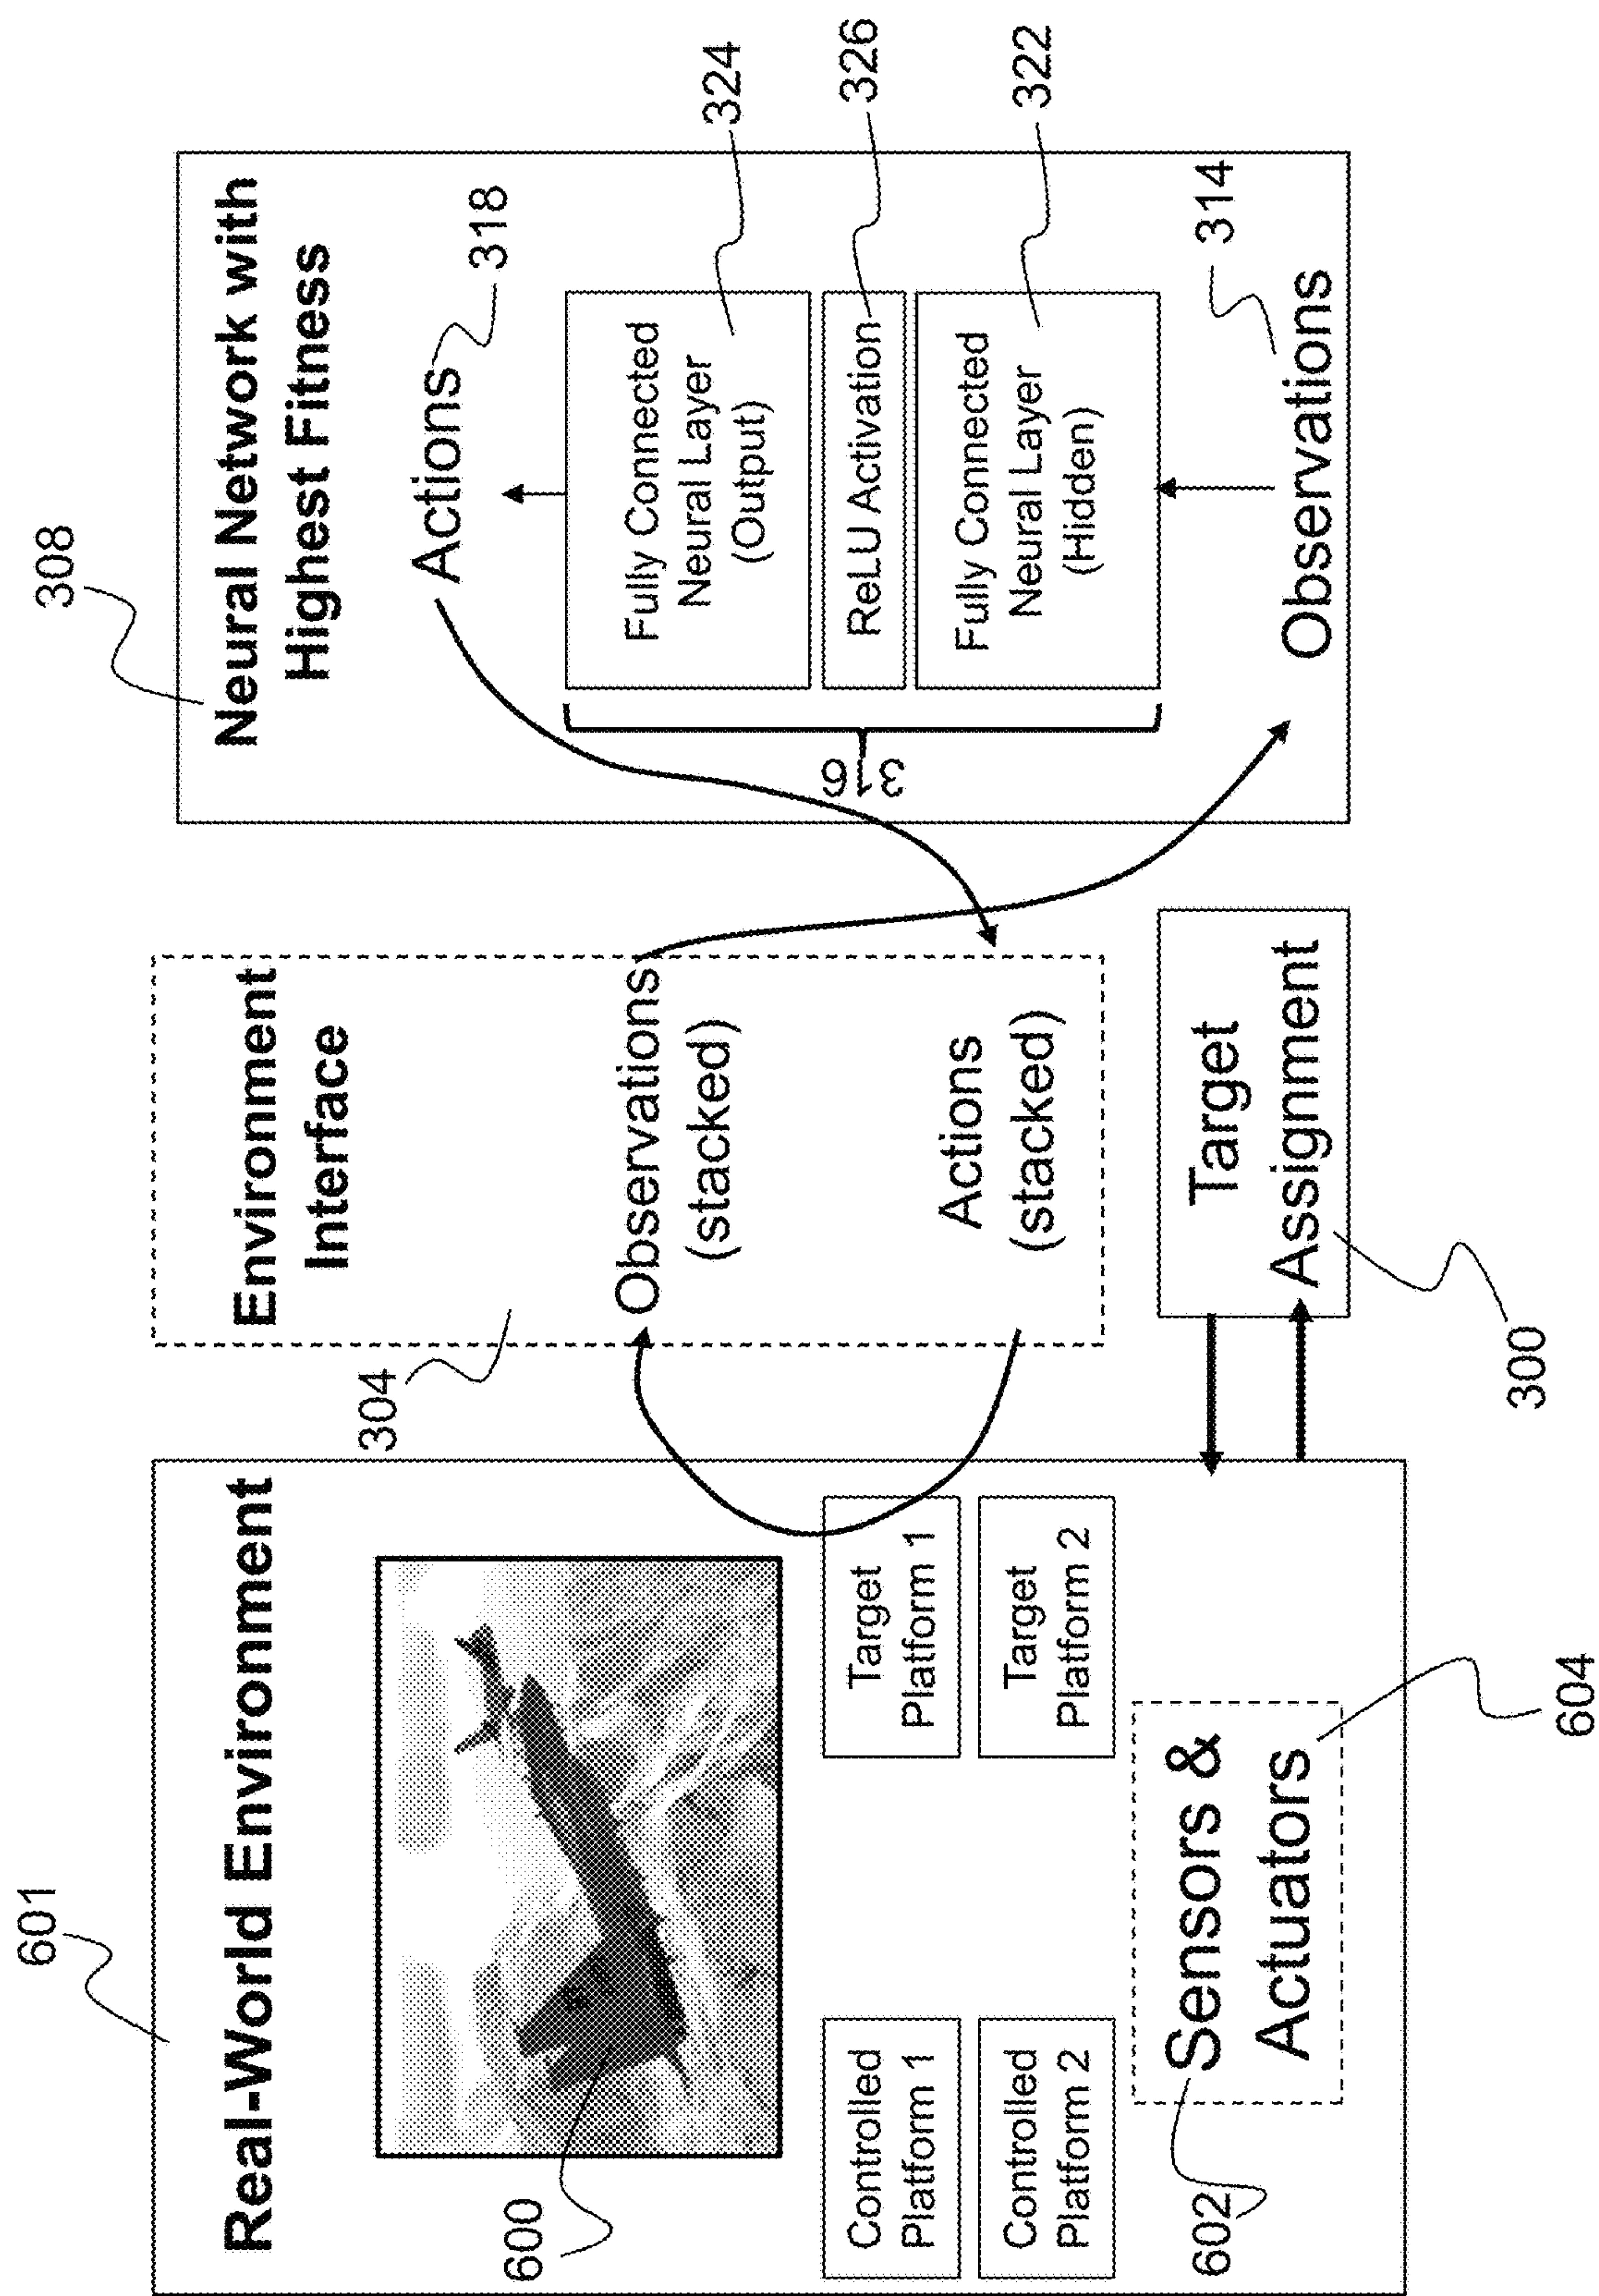 601
Real-World Environment
600
Controlled
Platform 1
Controlled
Platform 2
Target
Platform 1
Target
Platform 2
602
Sensors &
Actuators
604
304
Environment
Interface
Observations
(stacked)
Actions
(stacked)
Target
Assignment
300
308
Neural Network with
Highest Fitness
Actions
318
Fully Connected
Neural Layer
(Output)
324
ReLU Activation
326
Fully Connected
Neural Layer
(Hidden)
322
316
Observations
314